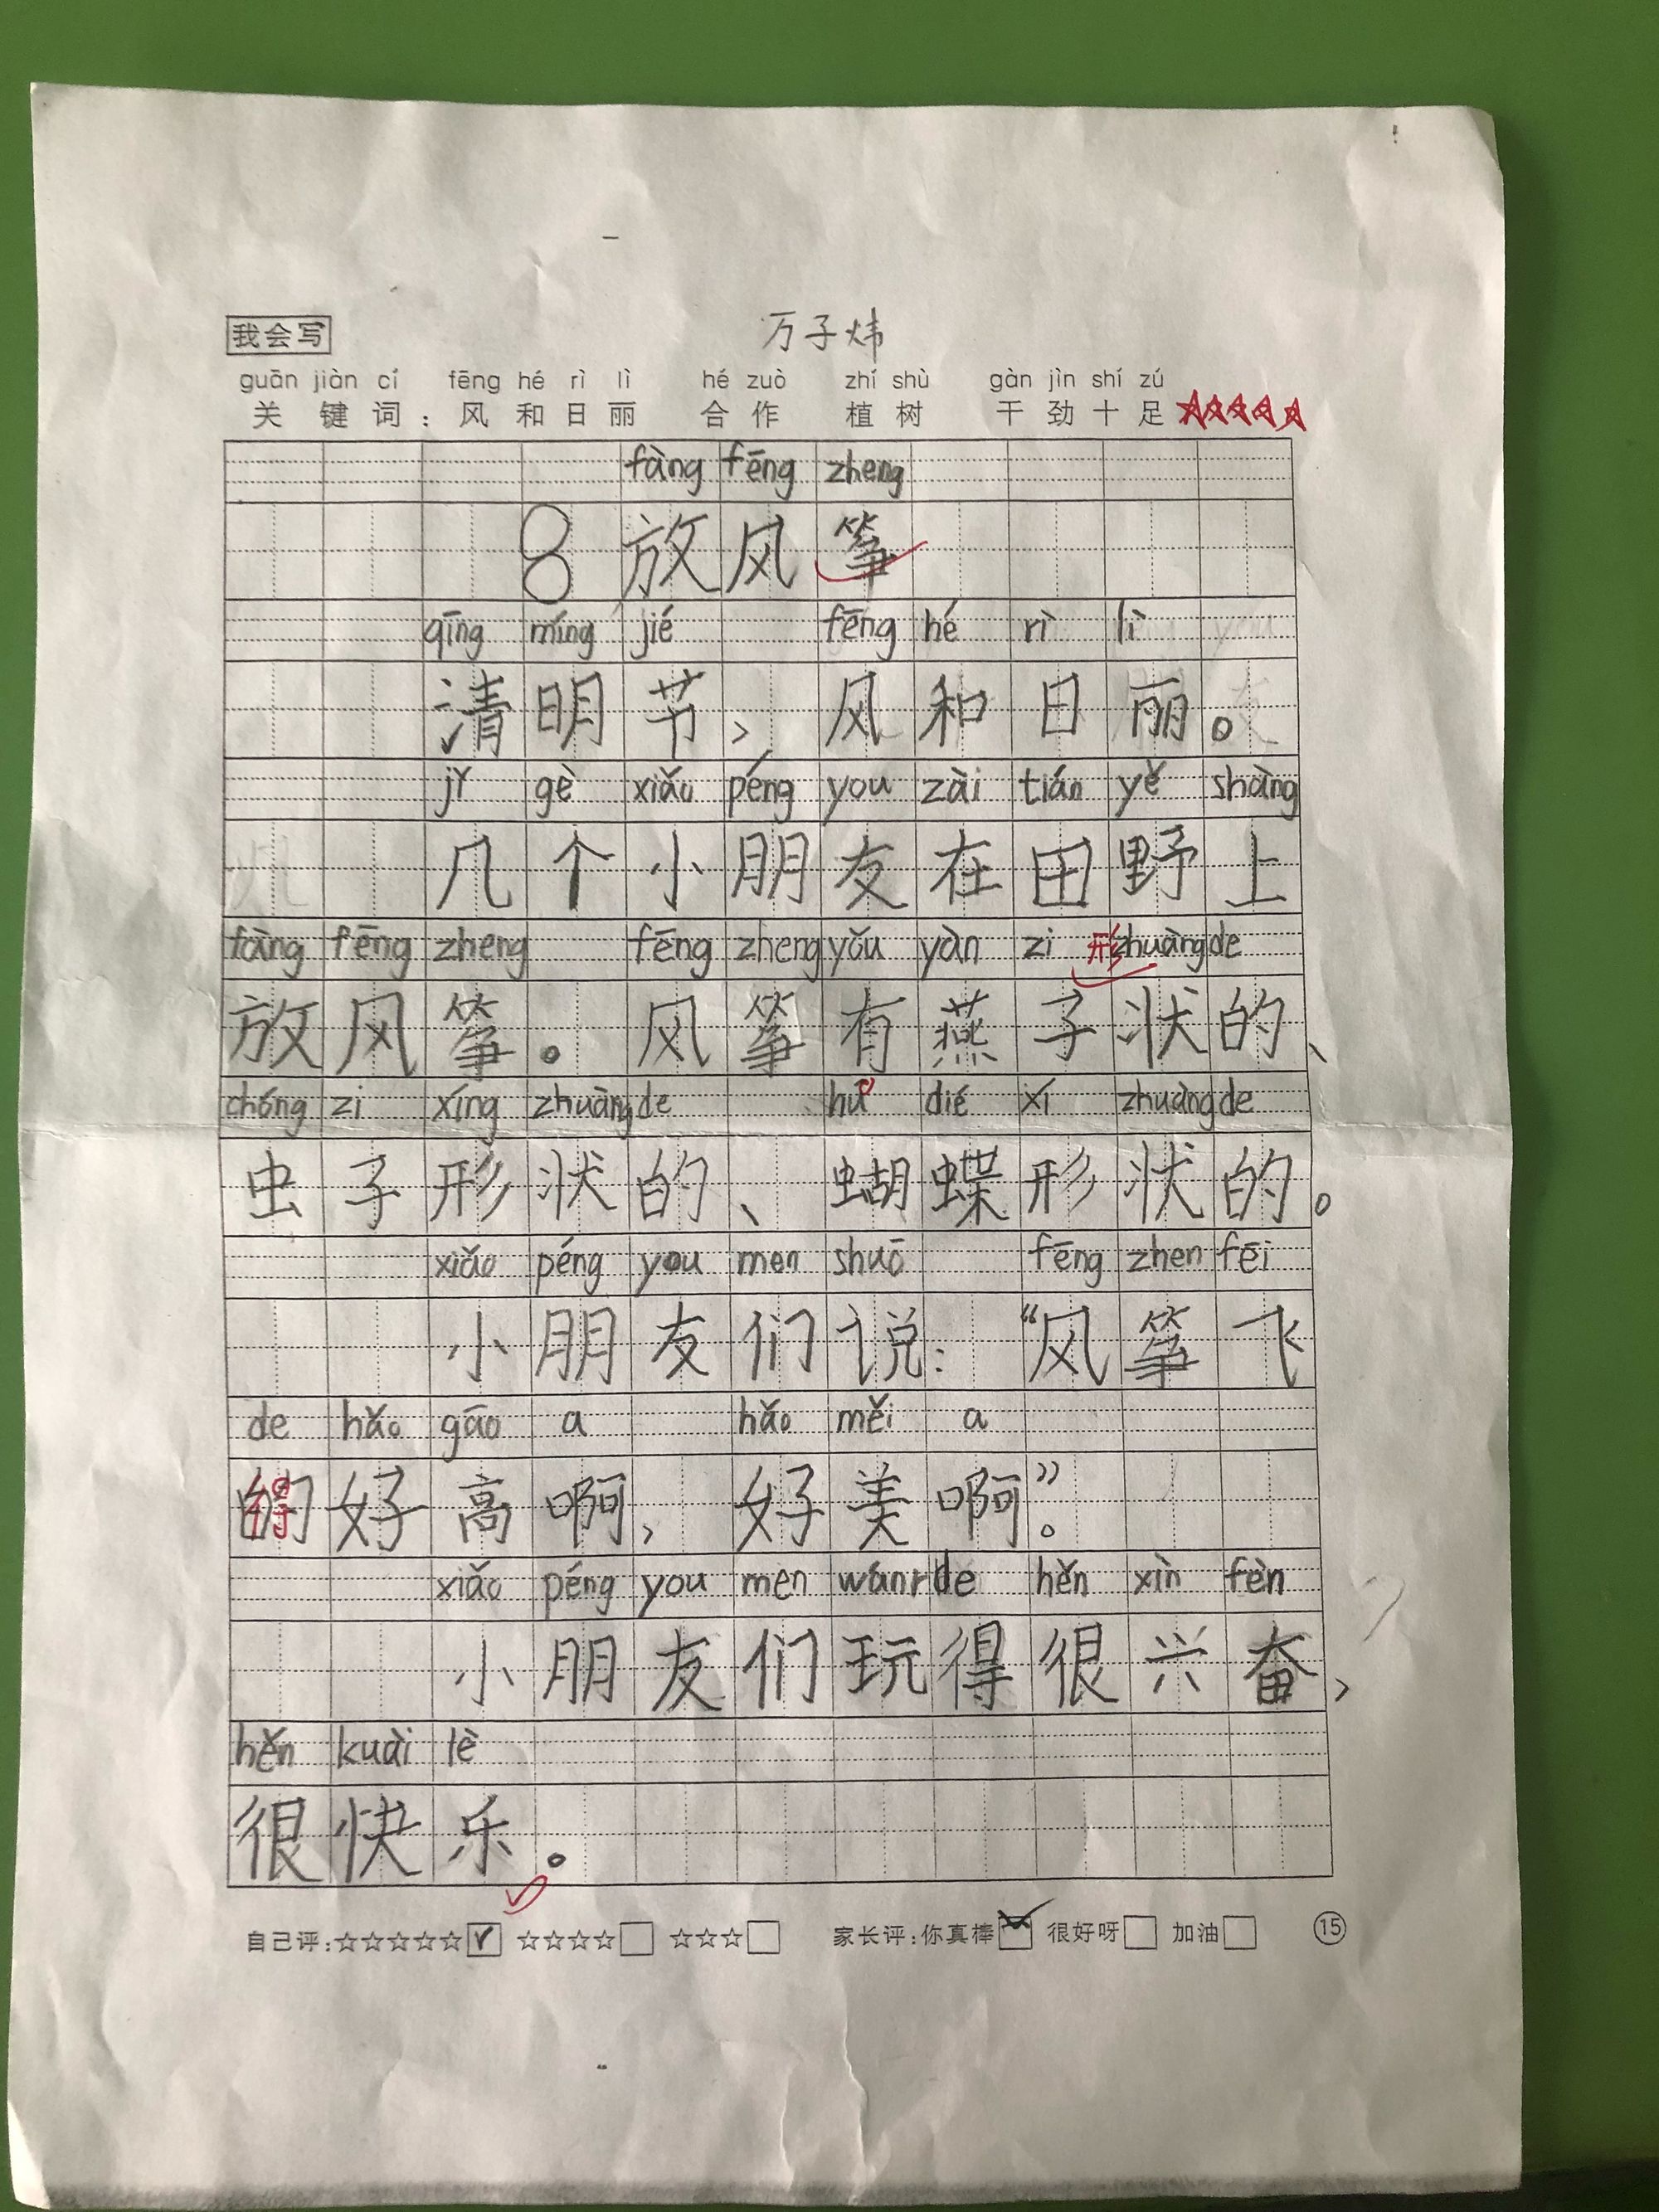 我会写
万子炜
guān jiàn cí fēng hé rì lì hé zuò zhí shù gàn jìn shí zú
关键词：风和日丽 合作 植树 干劲十足
fàng fēng zheng
8 放风筝
qīng míng jié fēng hé rì lì
清明节，风和日丽。
jǐ gè xiǎo péng you zài tián yě shàng
几个小朋友在田野上
fàng fēng zheng fēng zheng yǒu yàn zi 形 zhuàng de
放风筝。风筝有燕子状的、
chóng zi xíng zhuàng de hú dié xí zhuàng de
虫子形状的、蝴蝶形状的。
xiǎo péng you men shuō fēng zhen fēi
小朋友们说：“风筝飞
de hǎo gāo a hǎo měi a
得好高啊，好美啊”。
xiǎo péng you men wánr de hěn xìn fèn
小朋友们玩得很兴奋，
hěn kuài lè
很快乐。
自己评：☆☆☆☆☆ ☆☆☆☆ ☆☆☆ 家长评：你真棒 很好呀 加油 15